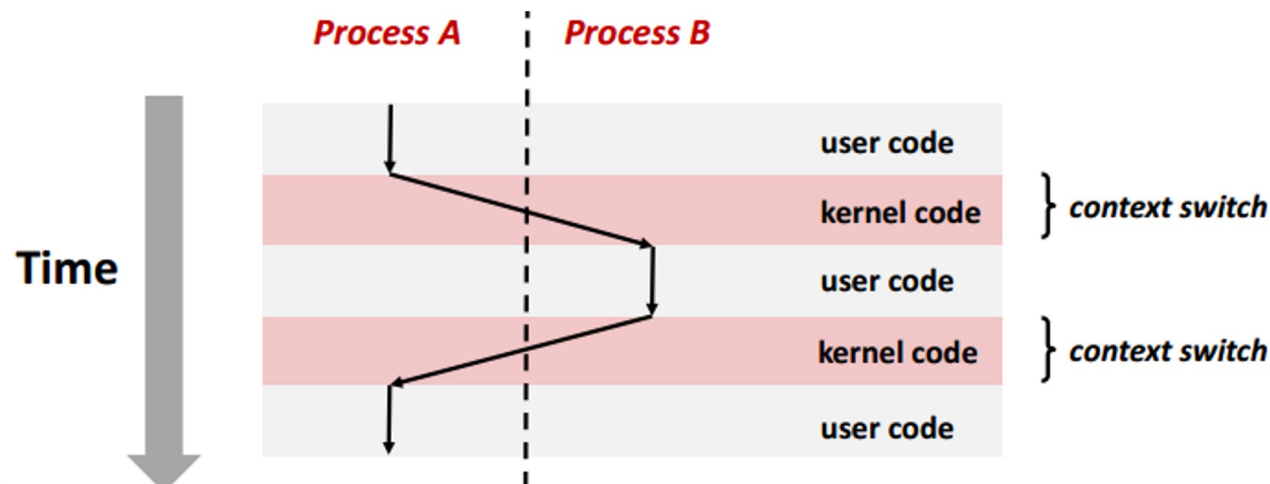 Process A
Process B
user code
kernel code
} context switch
Time
user code
kernel code
} context switch
user code